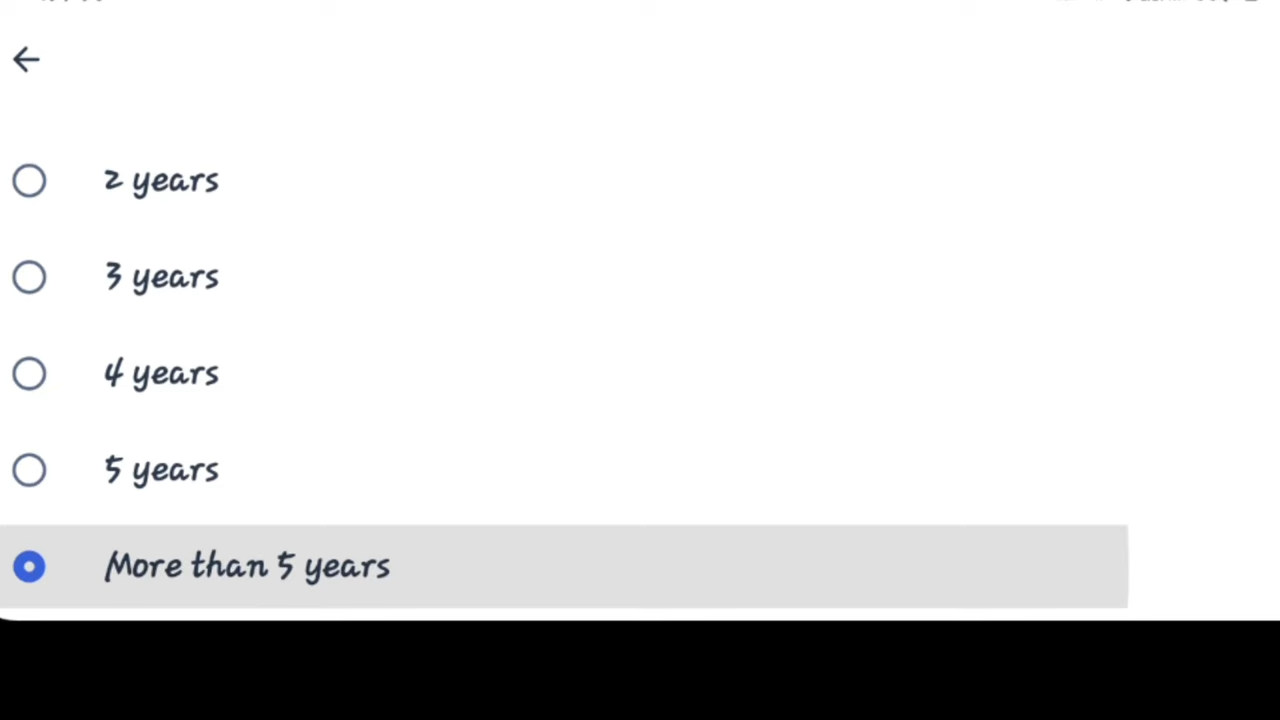 2 years
3 years
4 years
5 years
More than 5 years